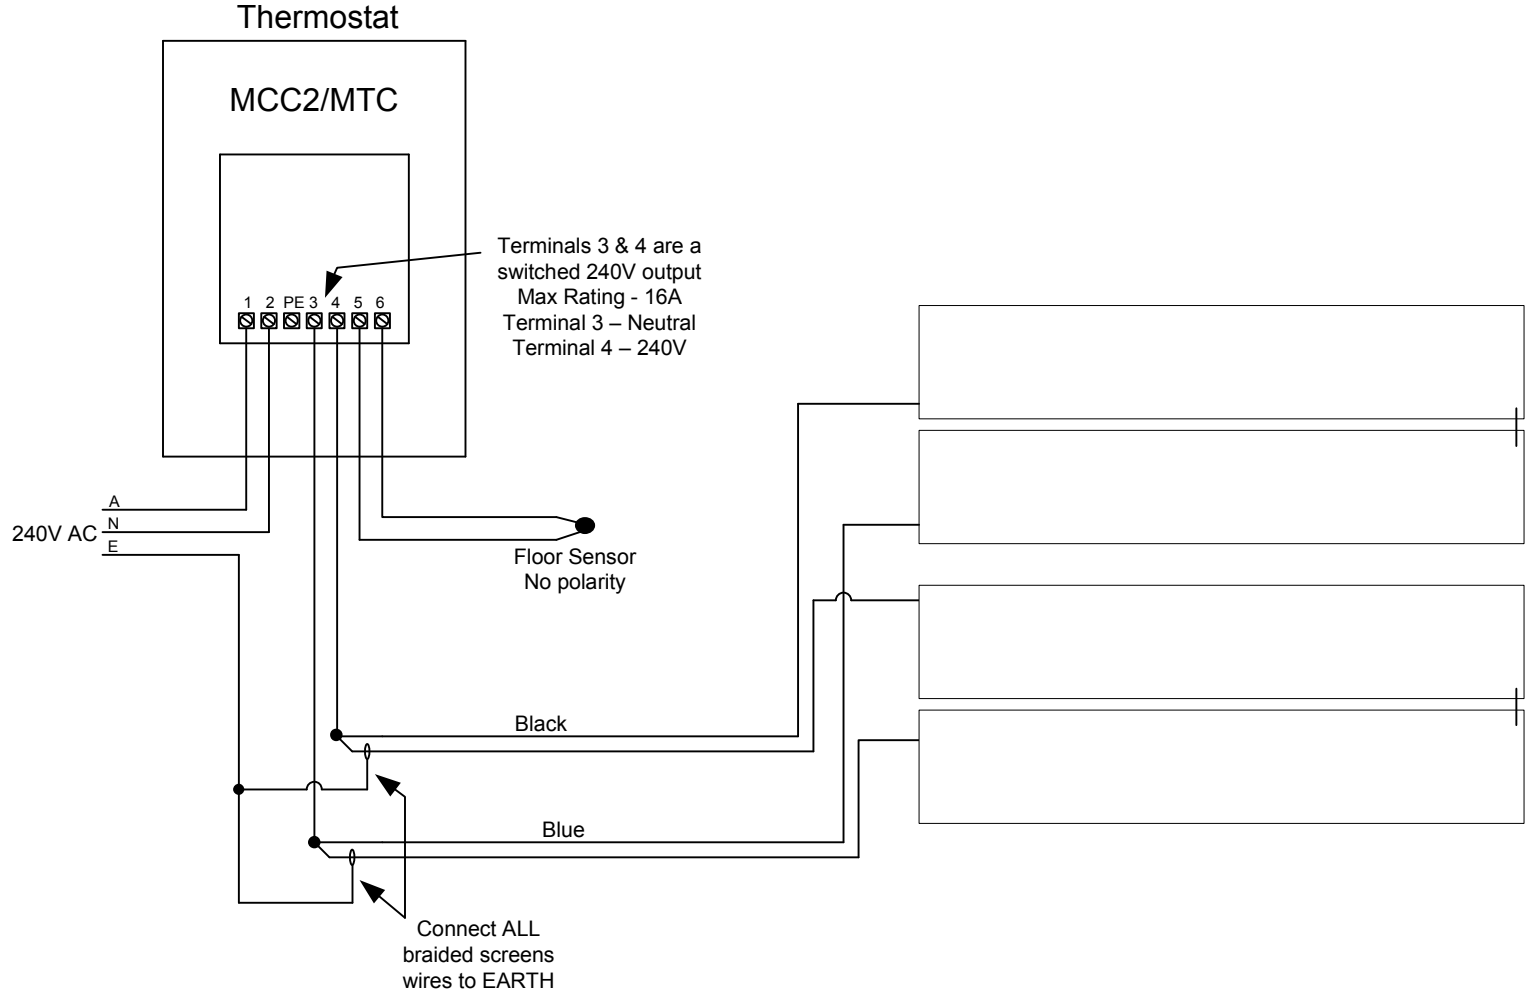 Thermostat
MCC2/MTC
Terminals 3 & 4 are a
switched 240V output
Max Rating - 16A
Terminal 3 – Neutral
Terminal 4 – 240V
1 2 PE 3 4 5 6
A
240V AC N
E
Floor Sensor
No polarity
Black
Blue
Connect ALL
braided screens
wires to EARTH